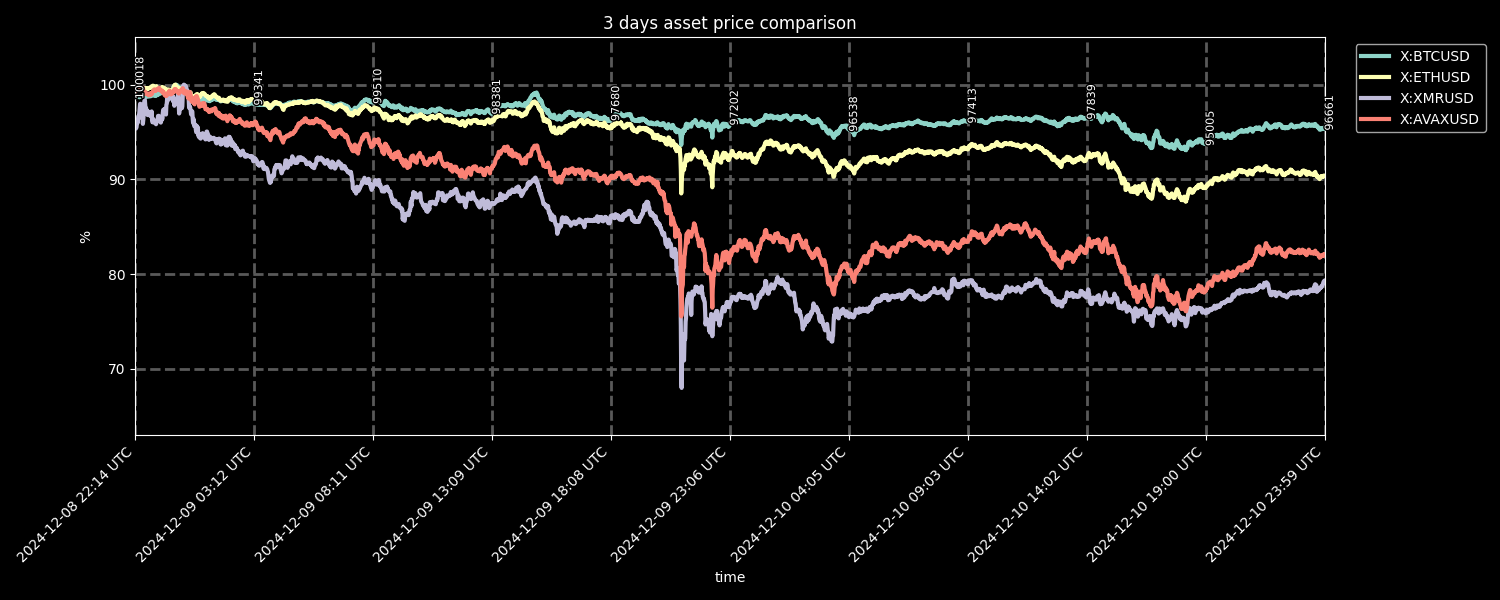 3 days asset price comparison
X:BTCUSD
X:ETHUSD
X:XMRUSD
X:AVAXUSD
100
90
80
70
%
100018
99341
99510
98381
97680
97202
96538
97413
97839
95005
96661
2024-12-08 22:14 UTC
2024-12-09 03:12 UTC
2024-12-09 08:11 UTC
2024-12-09 13:09 UTC
2024-12-09 18:08 UTC
2024-12-09 23:06 UTC
2024-12-10 04:05 UTC
2024-12-10 09:03 UTC
2024-12-10 14:02 UTC
2024-12-10 19:00 UTC
2024-12-10 23:59 UTC
time